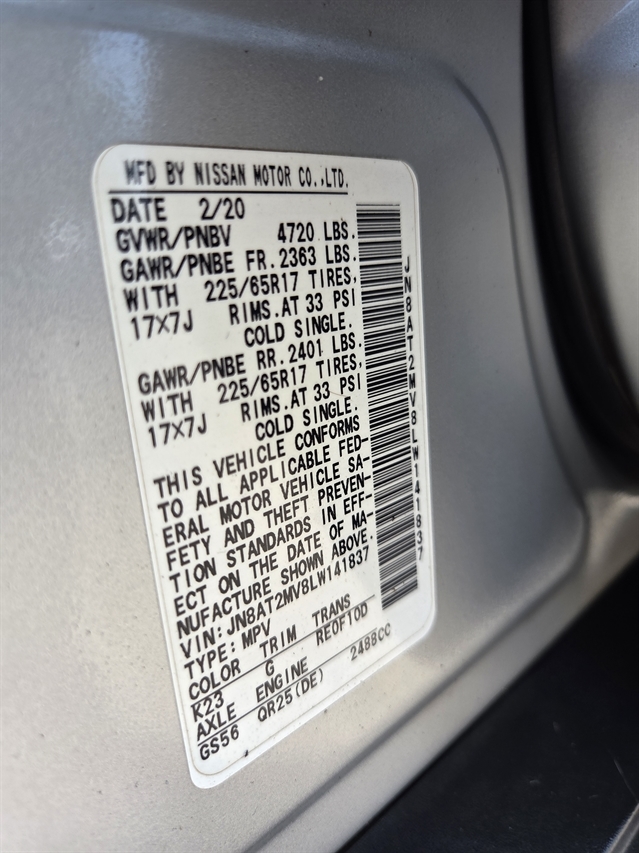 MFD BY NISSAN MOTOR CO.,LTD.
DATE 2/20
GVWR/PNBV 4720 LBS.
GAWR/PNBE FR.2363 LBS.
WITH 225/65R17 TIRES,
17X7J RIMS.AT 33 PSI
COLD SINGLE.
GAWR/PNBE RR.2401 LBS.
WITH 225/65R17 TIRES,
17X7J RIMS.AT 33 PSI
COLD SINGLE.
THIS VEHICLE CONFORMS
TO ALL APPLICABLE FED-
ERAL MOTOR VEHICLE SA-
FETY AND THEFT PREVEN-
TION STANDARDS IN EFF-
ECT ON THE DATE OF MA-
NUFACTURE SHOWN ABOVE.
VIN:JN8AT2MV8LW141837
TYPE:MPV
COLOR TRIM TRANS
K23 G RE0F10D
AXLE ENGINE
GS56 QR25(DE) 2488CC
JN8AT2MV8LW141837